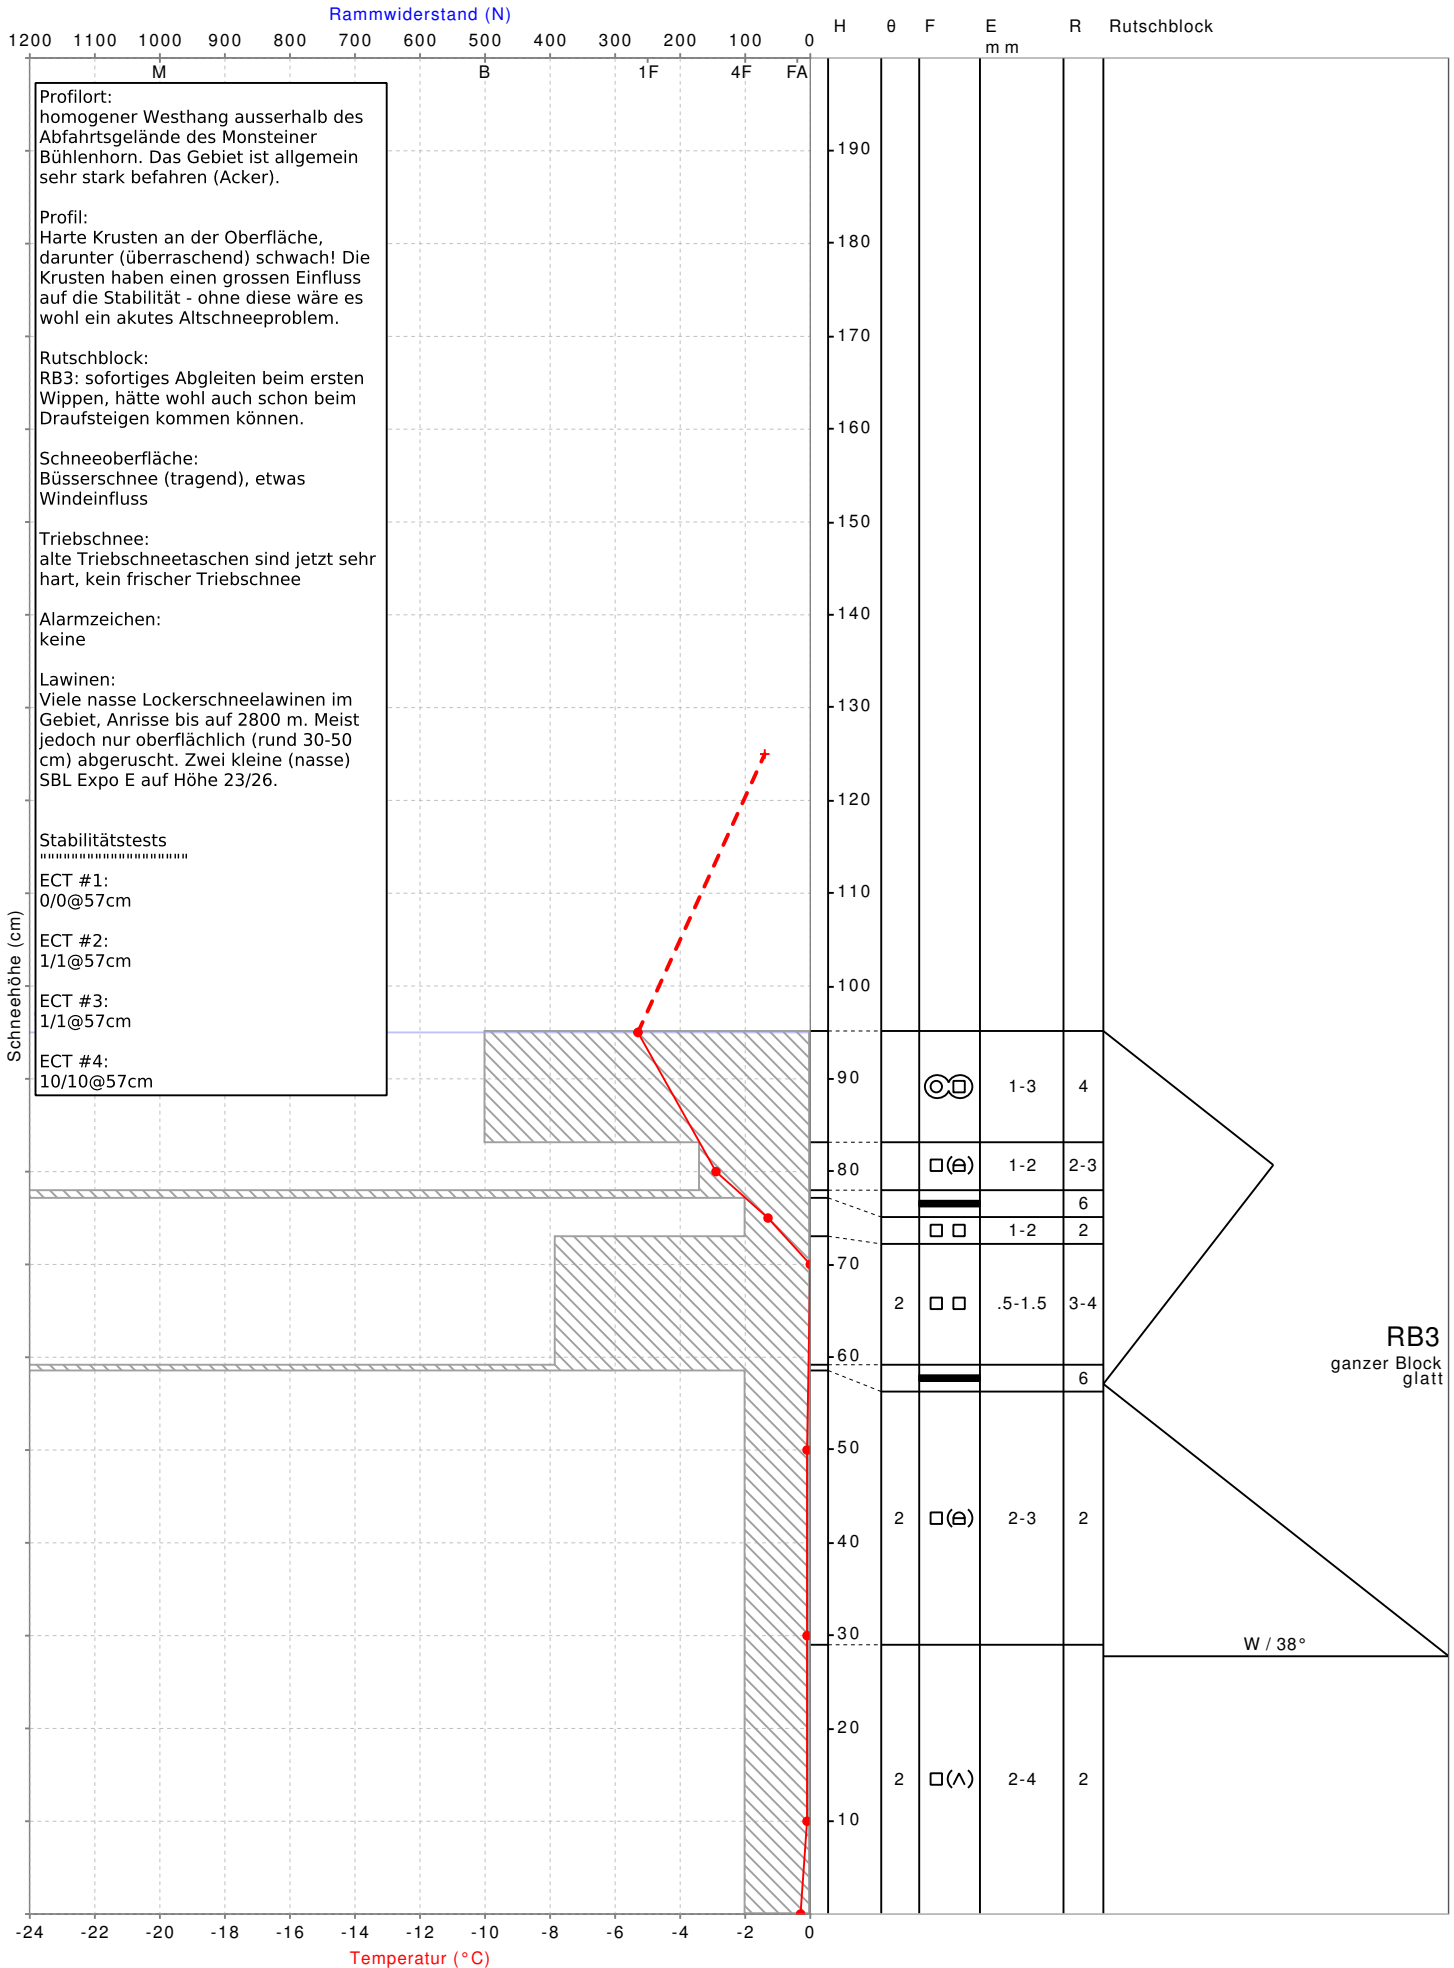 Rammwiderstand (N)
1200 1100 1000 900 800 700 600 500 400 300 200 100 0
M B 1F 4F FA
H θ F E R Rutschblock
mm
Profilort:
homogener Westhang ausserhalb des
Abfahrtsgelände des Monsteiner
Bühlenhorn. Das Gebiet ist allgemein
sehr stark befahren (Acker).
Profil:
Harte Krusten an der Oberfläche,
darunter (überraschend) schwach! Die
Krusten haben einen grossen Einfluss
auf die Stabilität - ohne diese wäre es
wohl ein akutes Altschneeproblem.
Rutschblock:
RB3: sofortiges Abgleiten beim ersten
Wippen, hätte wohl auch schon beim
Draufsteigen kommen können.
Schneeoberfläche:
Büsserschnee (tragend), etwas
Windeinfluss
Triebschnee:
alte Triebschneetaschen sind jetzt sehr
hart, kein frischer Triebschnee
Alarmzeichen:
keine
Lawinen:
Viele nasse Lockerschneelawinen im
Gebiet, Anrisse bis auf 2800 m. Meist
jedoch nur oberflächlich (rund 30-50
cm) abgeruscht. Zwei kleine (nasse)
SBL Expo E auf Höhe 23/26.
Stabilitätstests
"""""""""""""""""""
ECT #1:
0/0@57cm
ECT #2:
1/1@57cm
ECT #3:
1/1@57cm
ECT #4:
10/10@57cm
Schneehöhe (cm)
190
180
170
160
150
140
130
120
110
100
90
80
70
60
50
40
30
20
10
1-3 4
1-2 2-3
6
1-2 2
2 .5-1.5 3-4
6
2 2-3 2
2 2-4 2
RB3
ganzer Block
glatt
W / 38°
-24 -22 -20 -18 -16 -14 -12 -10 -8 -6 -4 -2 0
Temperatur (°C)